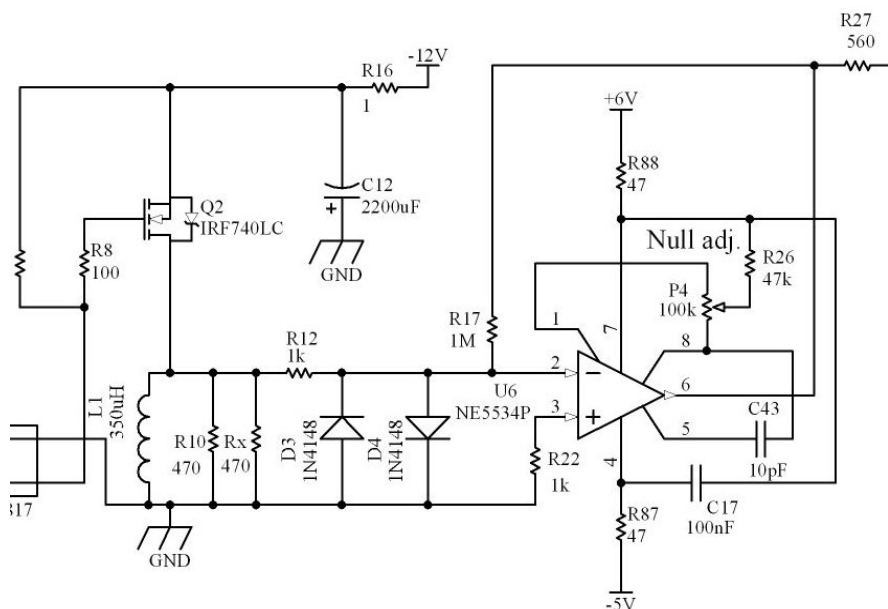 R27
560
-12V
R16
1
+6V
C12
2200uF
+
GND
Q2
IRF740LC
R8
100
R88
47
Null adj.
R26
47k
P4
100k
R17
1M
1
7
8
R12
1k
2
3
6
5
4
U6
NE5534P
-
+
L1
350uH
R10
470
Rx
470
D3
1N4148
D4
1N4148
R22
1k
C43
10pF
C17
100nF
R87
47
-5V
817
GND